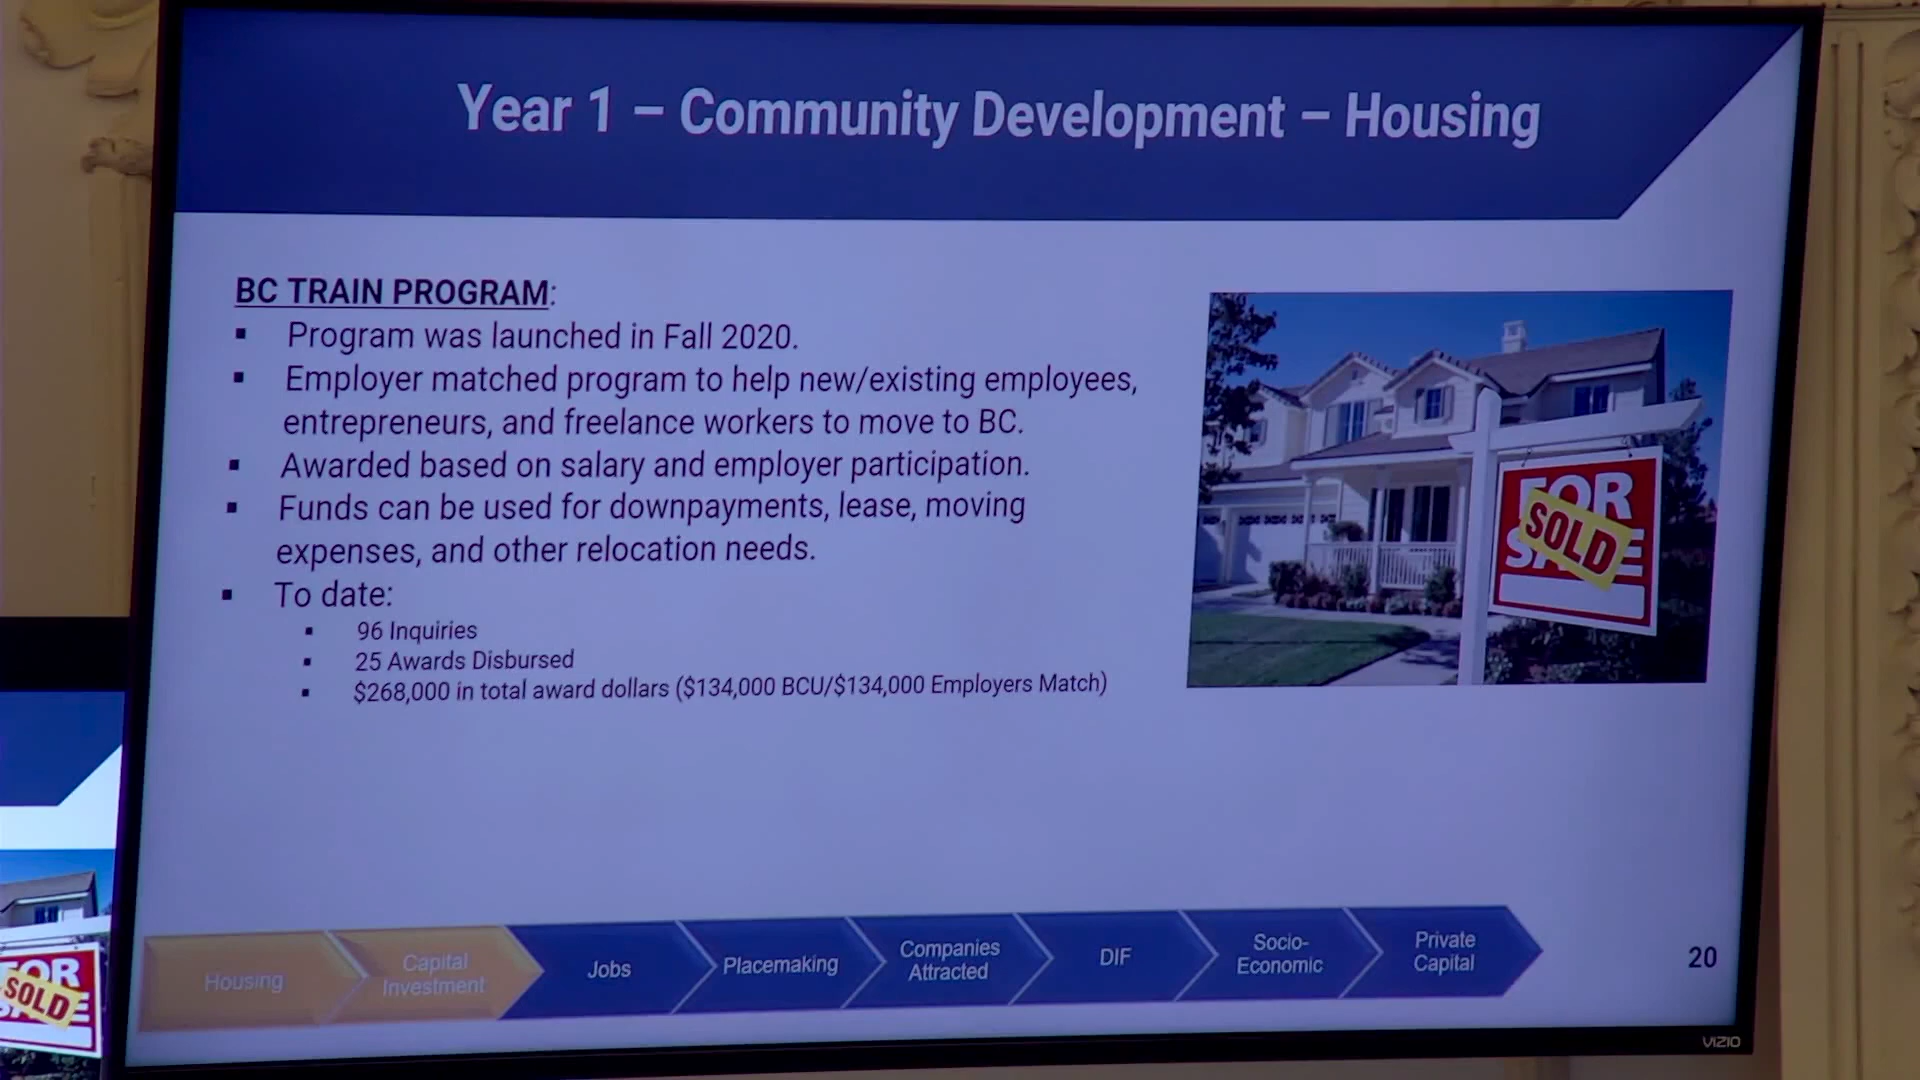 Year 1 – Community Development – Housing
BC TRAIN PROGRAM:
▪ Program was launched in Fall 2020.
▪ Employer matched program to help new/existing employees,
entrepreneurs, and freelance workers to move to BC.
▪ Awarded based on salary and employer participation.
▪ Funds can be used for downpayments, lease, moving
expenses, and other relocation needs.
▪ To date:
▪ 96 Inquiries
▪ 25 Awards Disbursed
▪ $268,000 in total award dollars ($134,000 BCU/$134,000 Employers Match)
FOR
SOLD
SALE
Housing
Capital
Investment
Jobs
Placemaking
Companies
Attracted
DIF
Socio-
Economic
Private
Capital
20
VIZIO
FOR
SOLD